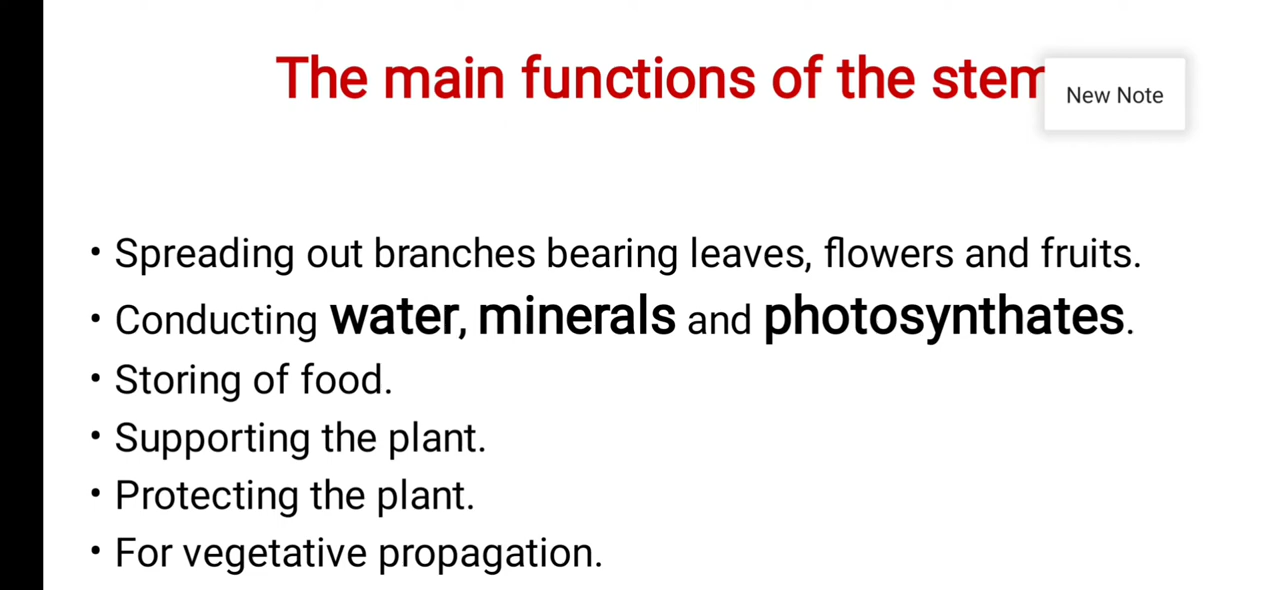 The main functions of the stem
New Note
• Spreading out branches bearing leaves, flowers and fruits.
• Conducting water, minerals and photosynthates.
• Storing of food.
• Supporting the plant.
• Protecting the plant.
• For vegetative propagation.